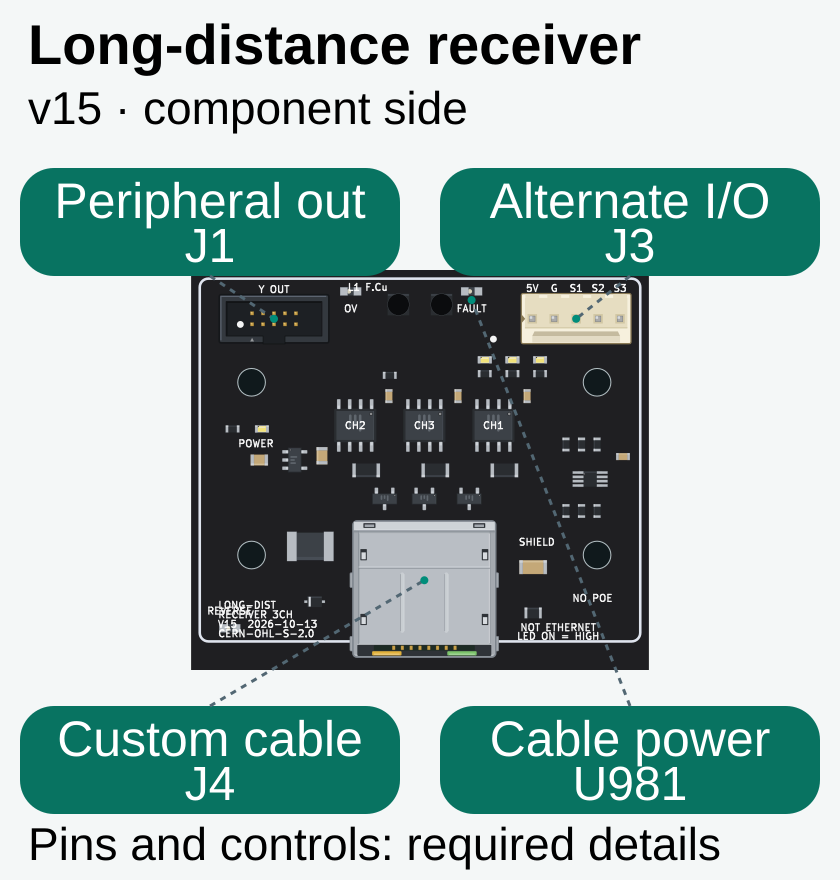 Long-distance receiver
v15 · component side
Peripheral out
J1
Alternate I/O
J3
Y OUT
L1 F.Cu
0V
FAULT
5V G S1 S2 S3
CH2
CH3
CH1
POWER
SHIELD
NO POE
LONG-DIST
REVERSE
RECEIVER 3CH
V15 2026-10-13
CERN-OHL-S-2.0
NOT ETHERNET
LED ON = HIGH
Custom cable
J4
Cable power
U981
Pins and controls: required details